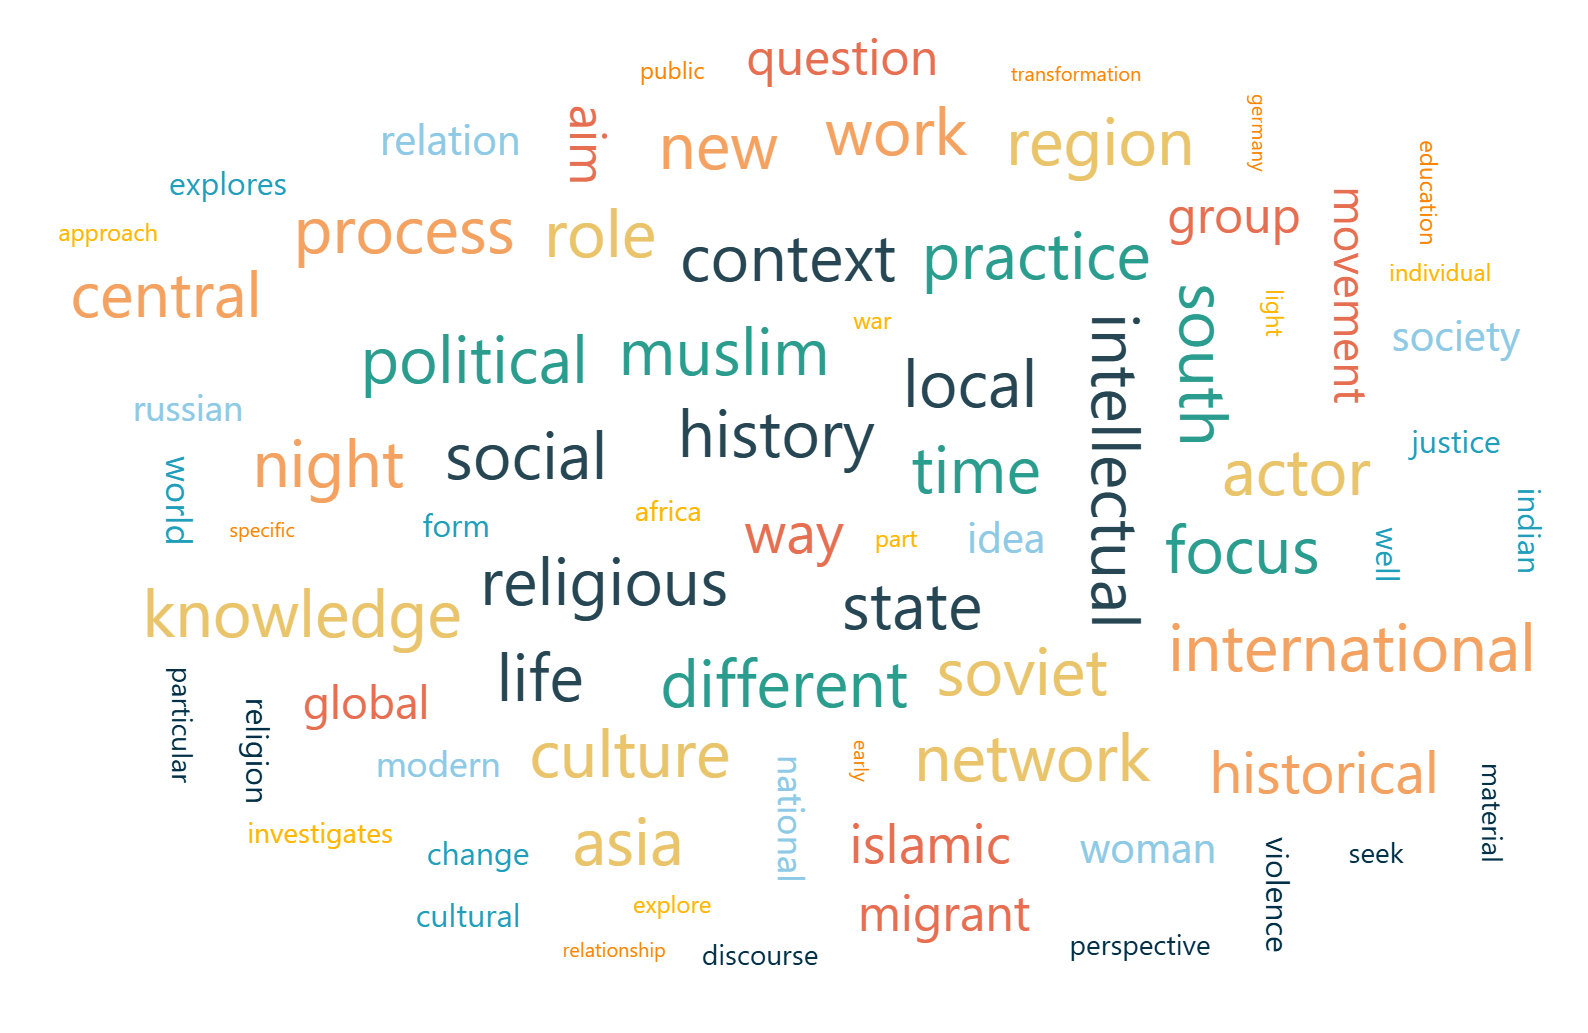 question
public
transformation
aim
germany
relation
new
work
region
education
explores
movement
approach
process
role
context
practice
group
central
south
light
individual
political
muslim
war
local
intellectual
society
russian
history
night
social
time
actor
justice
world
specific
form
africa
way
part
idea
focus
well
indian
knowledge
religious
state
international
particular
religion
global
life
different
soviet
modern
culture
national
early
network
historical
material
investigates
change
asia
islamic
woman
violence
seek
cultural
explore
migrant
relationship
discourse
perspective